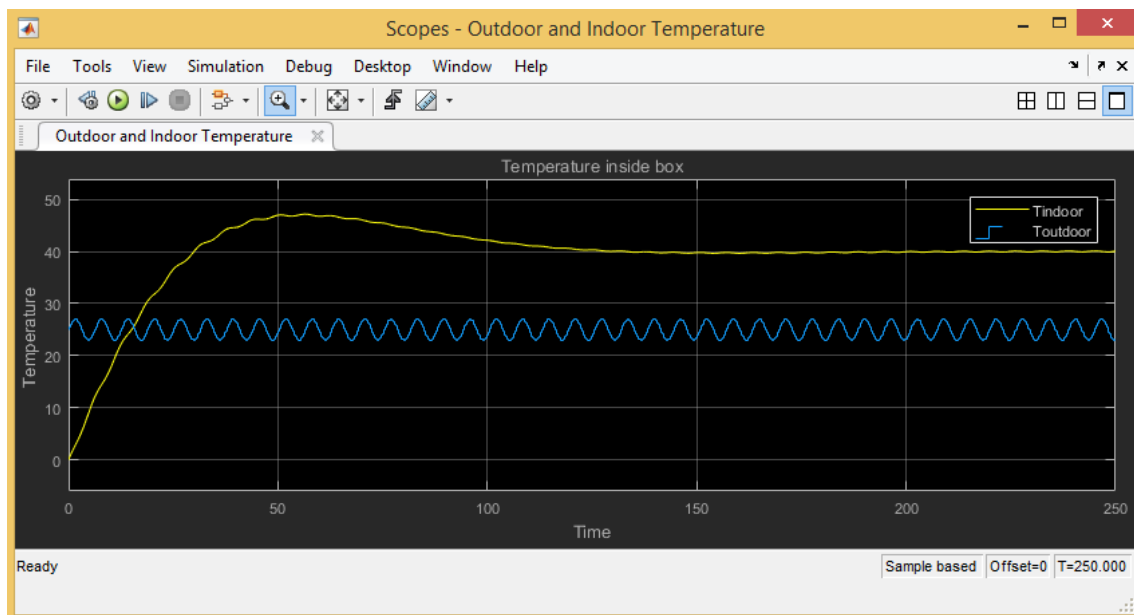 Scopes - Outdoor and Indoor Temperature
File Tools View Simulation Debug Desktop Window Help
Outdoor and Indoor Temperature
Temperature inside box
50
40
30
20
10
0
Temperature
Tindoor
Toutdoor
0 50 100 150 200 250
Time
Ready Sample based Offset=0 T=250.000